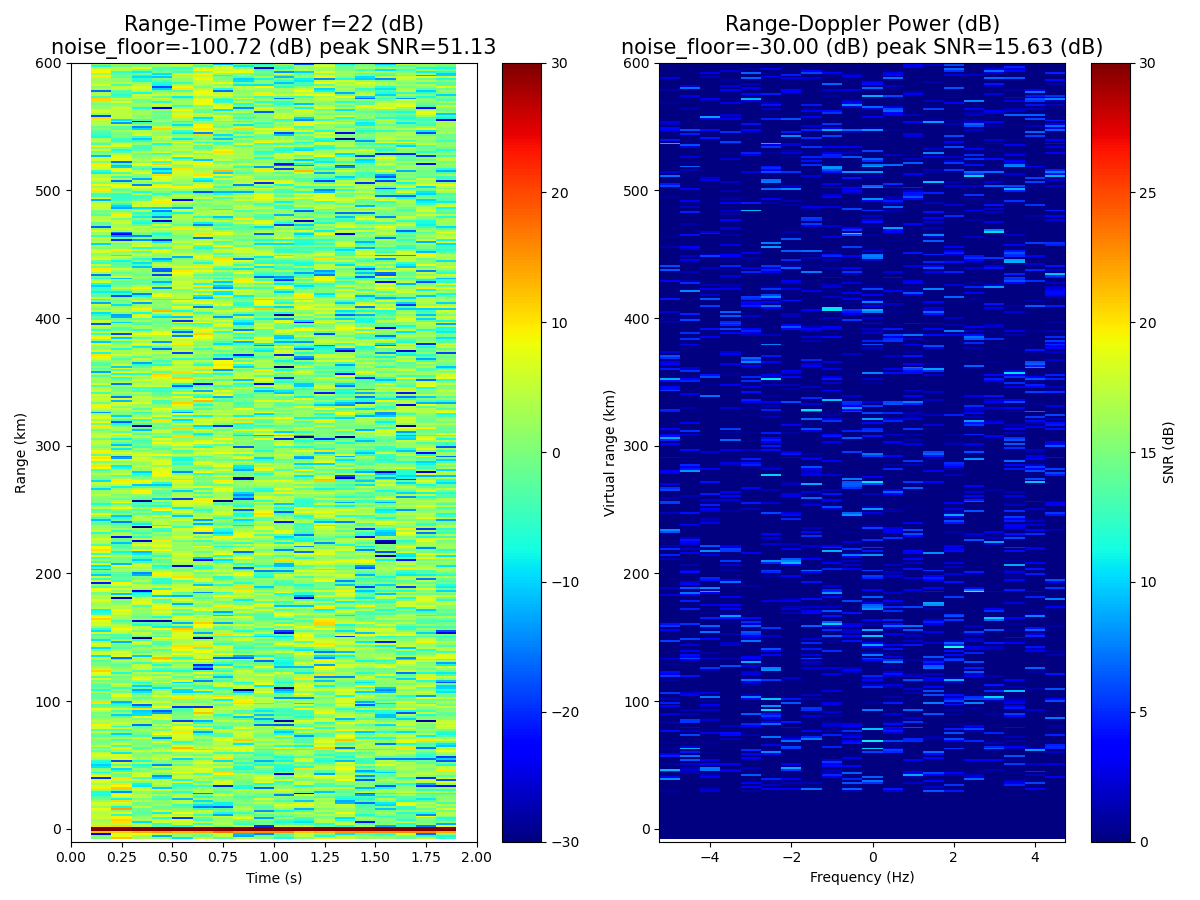 Range-Time Power f=22 (dB)
noise_floor=-100.72 (dB) peak SNR=51.13
Range-Doppler Power (dB)
noise_floor=-30.00 (dB) peak SNR=15.63 (dB)
Range (km)
600
500
400
300
200
100
0
0.00 0.25 0.50 0.75 1.00 1.25 1.50 1.75 2.00
Time (s)
30
20
10
0
−10
−20
−30
Virtual range (km)
600
500
400
300
200
100
0
−4 −2 0 2 4
Frequency (Hz)
30
25
20
15
10
5
0
SNR (dB)